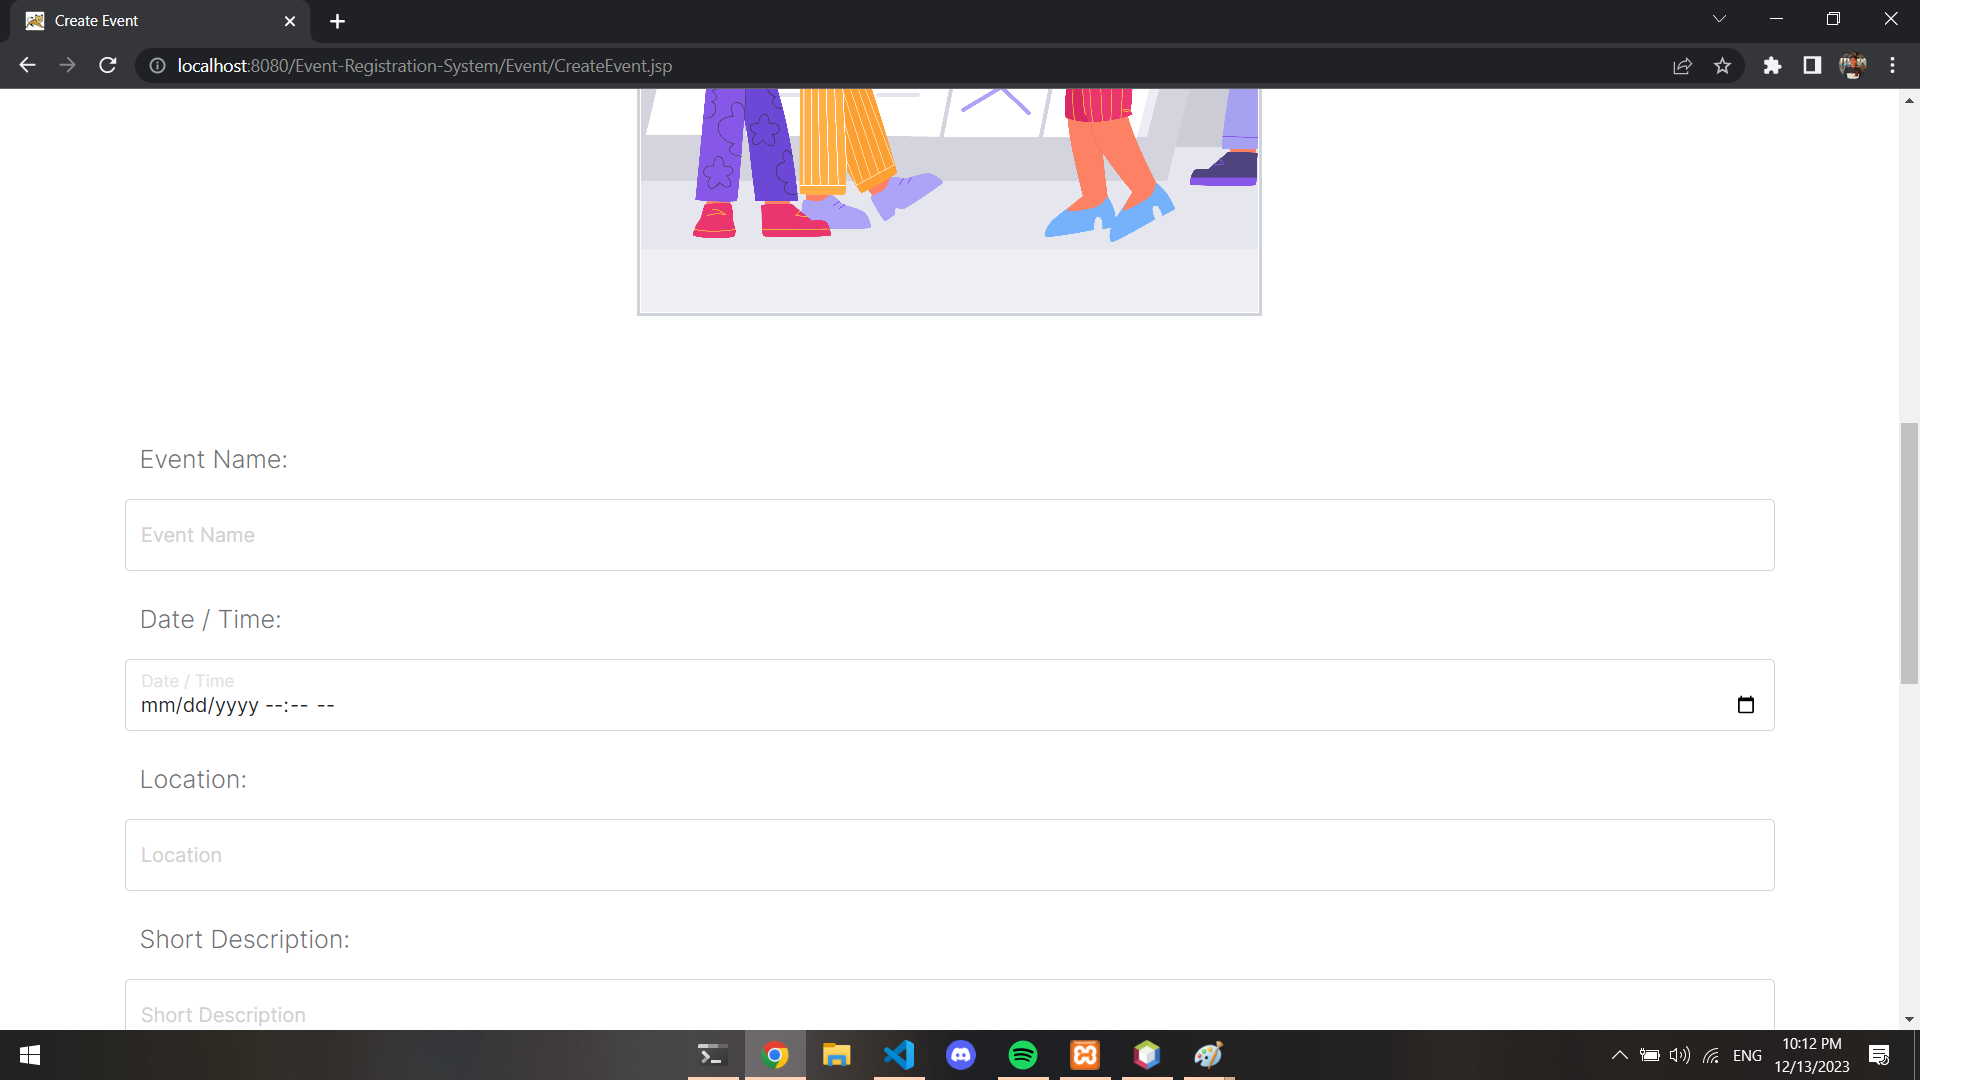 Create Event
localhost:8080/Event-Registration-System/Event/CreateEvent.jsp
Event Name:
Event Name
Date / Time:
Date / Time
mm/dd/yyyy --:-- --
Location:
Location
Short Description:
Short Description
ENG
10:12 PM
12/13/2023